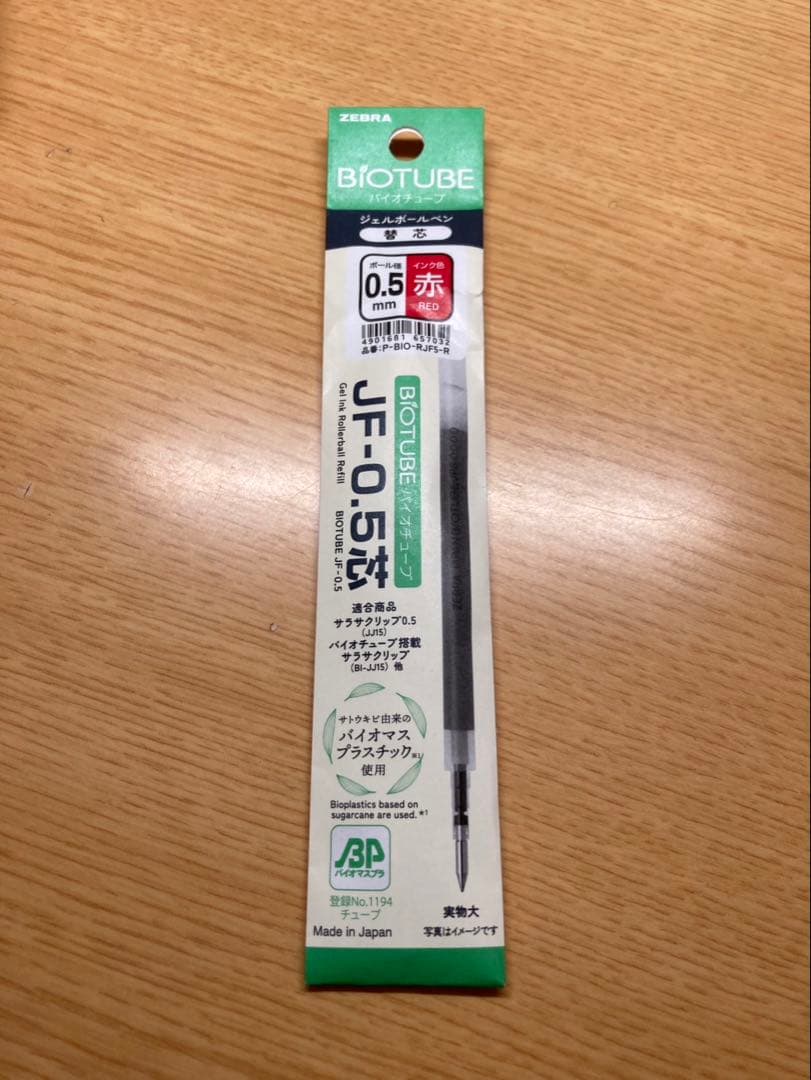 ZEBRA
BiOTUBE
バイオチューブ
ジェルボールペン
替芯
ボール径
0.5
mm
インク色
赤
RED
4901681 657032
品番:P-BIO-RJF5-R
BiOTUBE バイオチューブ
JF-0.5芯
Gel Ink Rollerball Refill
BIOTUBE JF-0.5
適合商品
サラサクリップ0.5
(JJ15)
バイオチューブ搭載
サラサクリップ
(BI-JJ15) 他
サトウキビ由来の
バイオマス
プラスチック※1
使用
Bioplastics based on
sugarcane are used.*1
BP
バイオマスプラ
登録No.1194
チューブ
Made in Japan
ZEBRA
実物大
写真はイメージです